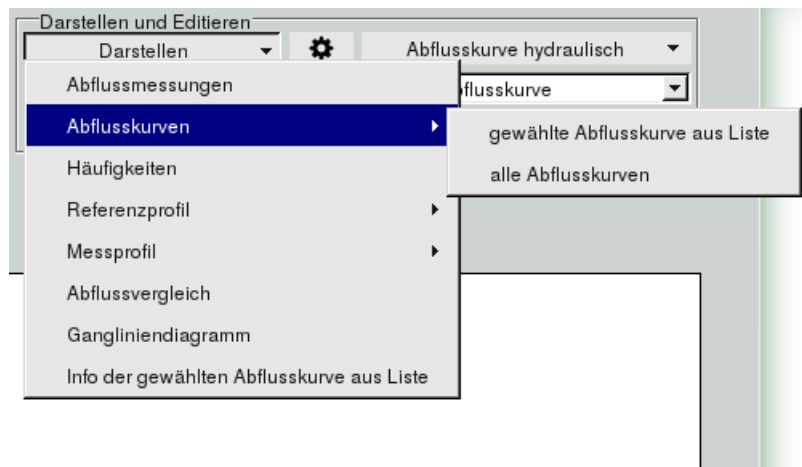 Darstellen und Editieren
Darstellen
Abflusskurve hydraulisch
Abflussmessungen
flusskurve
Abflusskurven
gewählte Abflusskurve aus Liste
alle Abflusskurven
Häufigkeiten
Referenzprofil
Messprofil
Abflussvergleich
Gangliniendiagramm
Info der gewählten Abflusskurve aus Liste